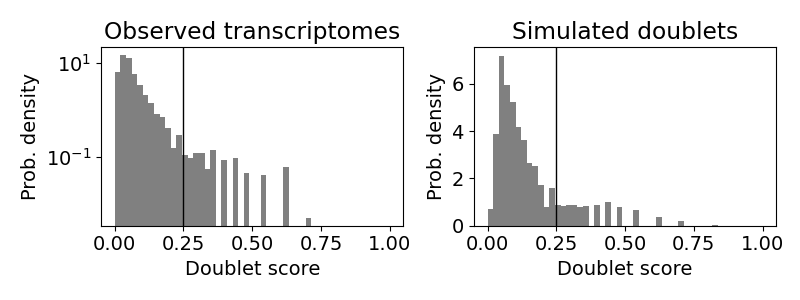 Observed transcriptomes
Prob. density
10¹
10⁻¹
0.00 0.25 0.50 0.75 1.00
Doublet score
Simulated doublets
Prob. density
6
4
2
0
0.00 0.25 0.50 0.75 1.00
Doublet score